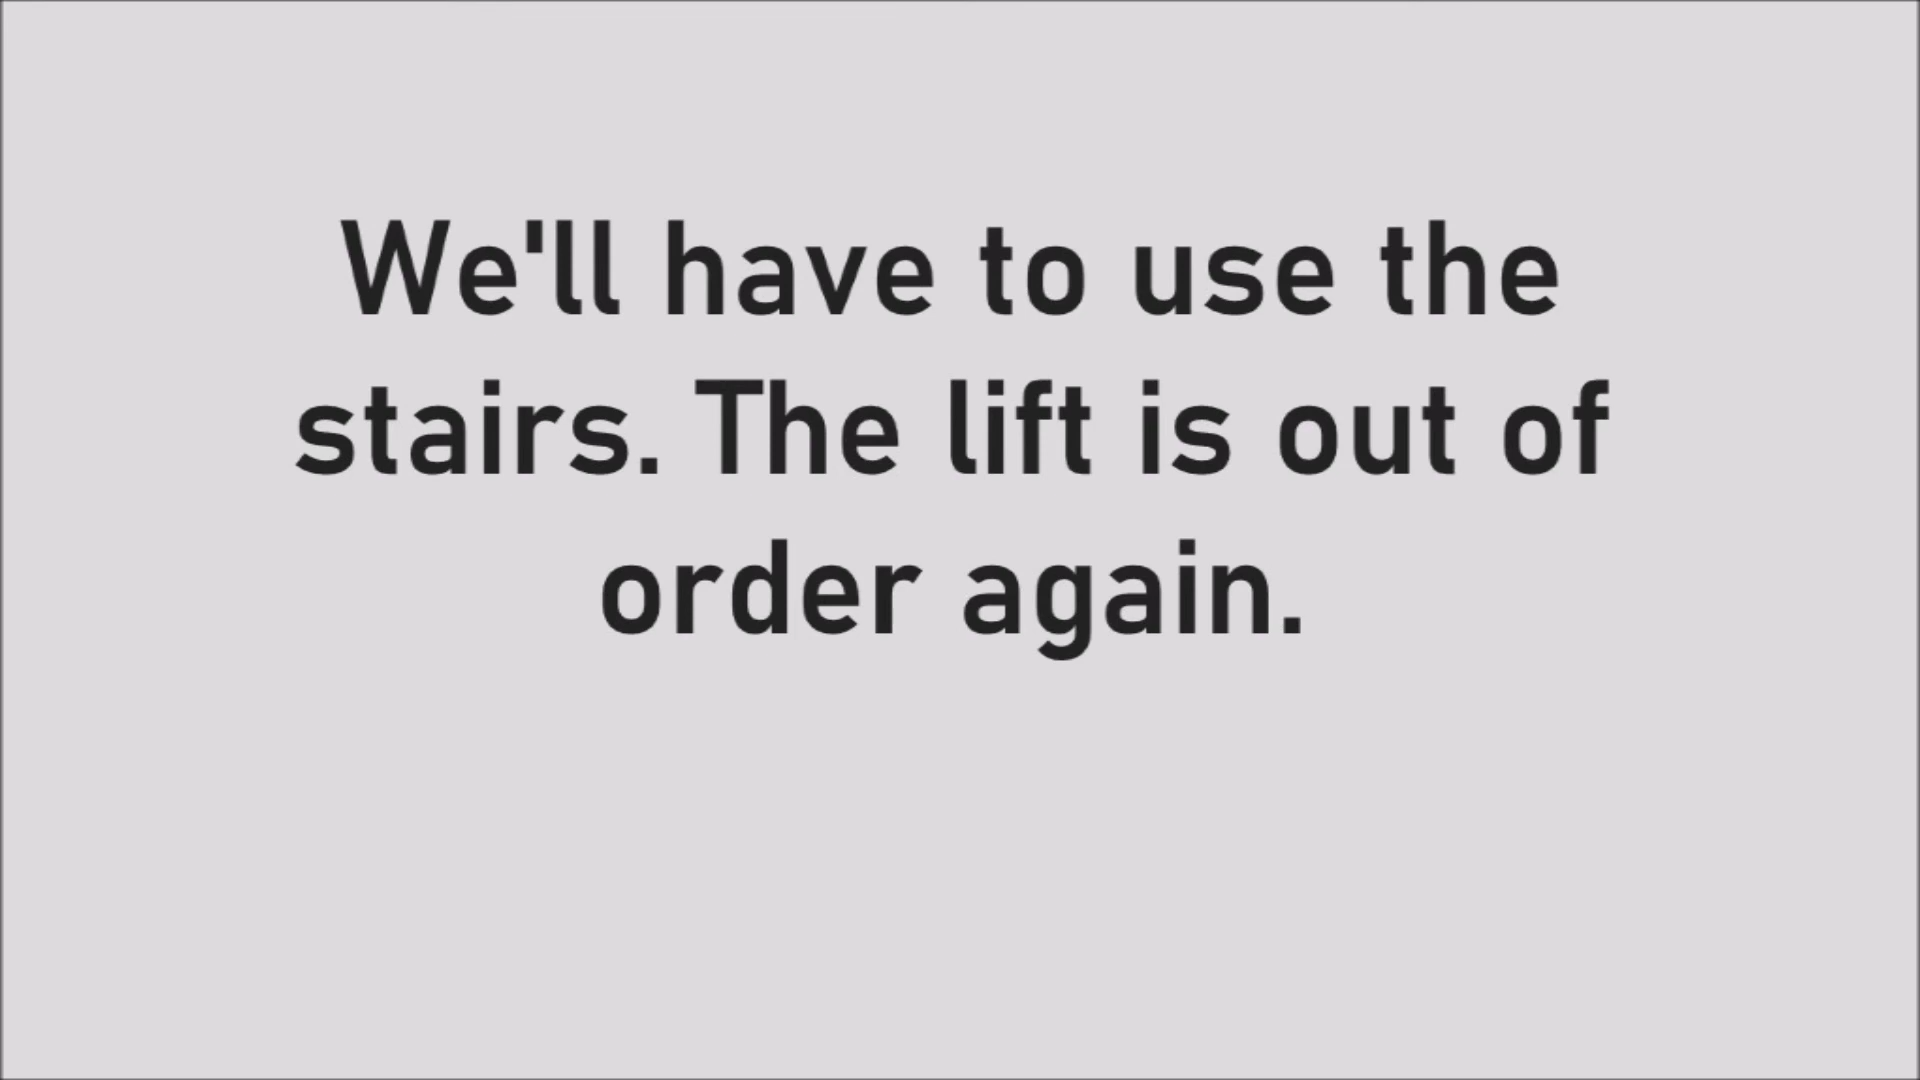 We'll have to use the
stairs. The lift is out of
order again.